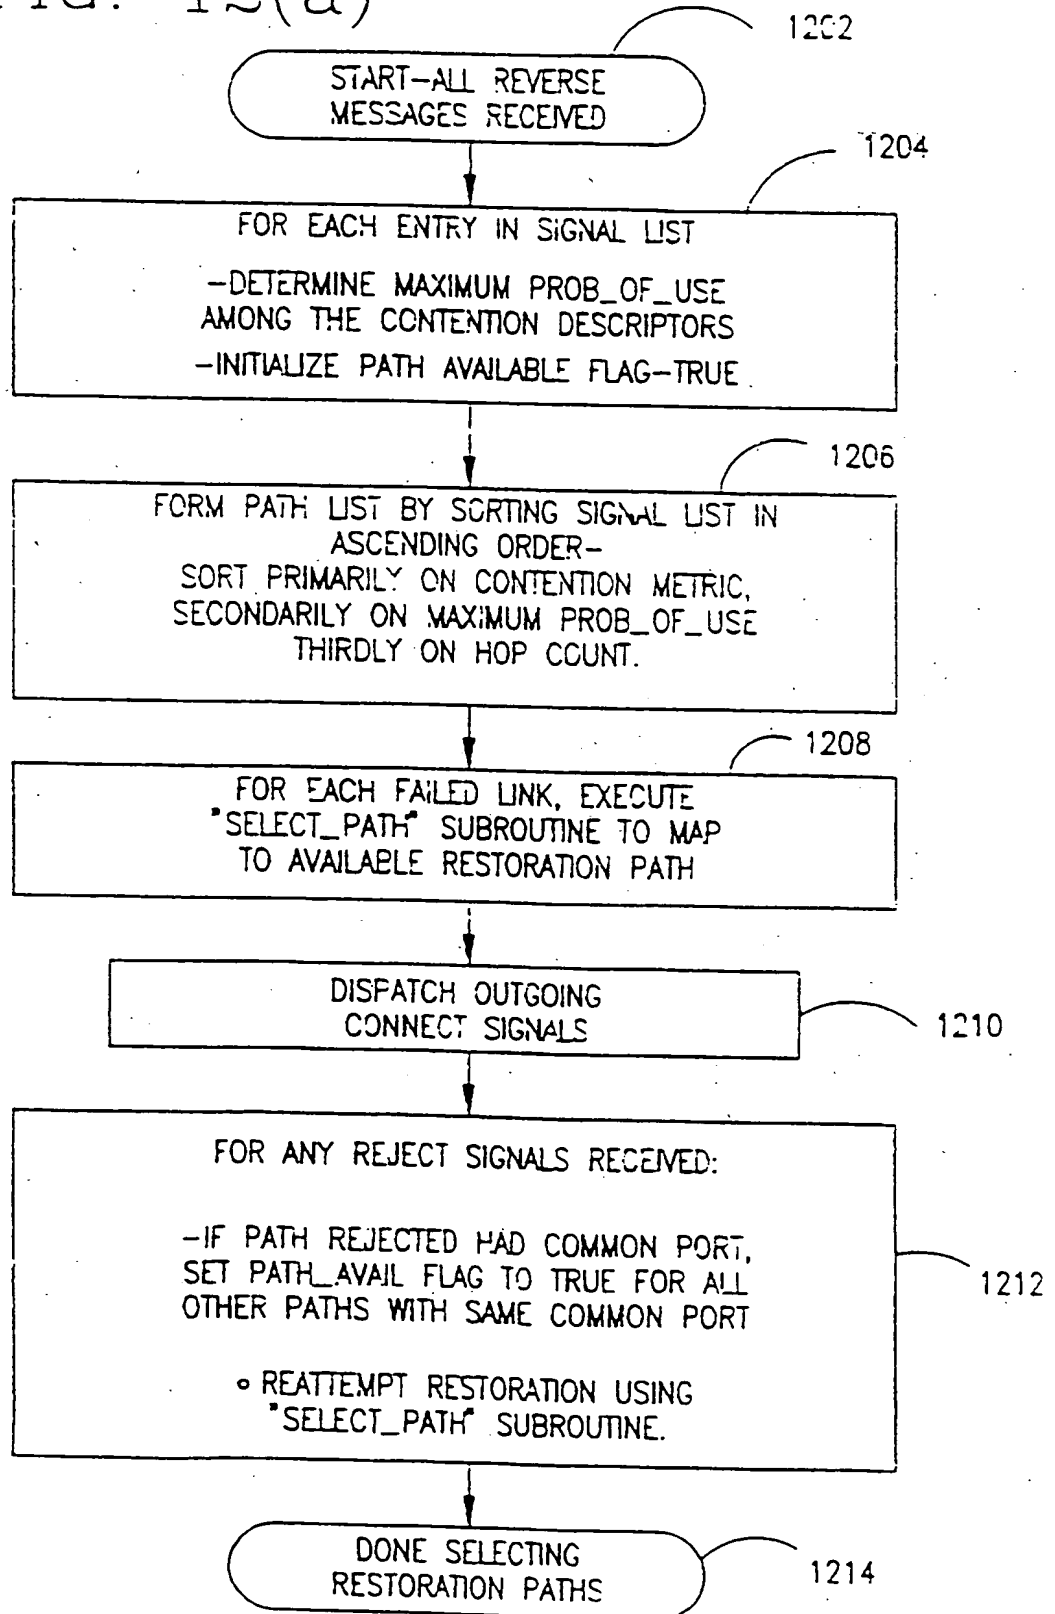 FIG. 12(a)
1202
START-ALL REVERSE
MESSAGES RECEIVED
1204
FOR EACH ENTRY IN SIGNAL LIST
-DETERMINE MAXIMUM PROB_OF_USE
AMONG THE CONTENTION DESCRIPTORS
-INITIALIZE PATH AVAILABLE FLAG-TRUE
1206
FORM PATH LIST BY SORTING SIGNAL LIST IN
ASCENDING ORDER-
SORT PRIMARILY ON CONTENTION METRIC,
SECONDARILY ON MAXIMUM PROB_OF_USE
THIRDLY ON HOP COUNT.
1208
FOR EACH FAILED LINK, EXECUTE
"SELECT_PATH" SUBROUTINE TO MAP
TO AVAILABLE RESTORATION PATH
DISPATCH OUTGOING
CONNECT SIGNALS
1210
FOR ANY REJECT SIGNALS RECEIVED:
-IF PATH REJECTED HAD COMMON PORT,
SET PATH_AVAIL FLAG TO TRUE FOR ALL
OTHER PATHS WITH SAME COMMON PORT
1212
o REATTEMPT RESTORATION USING
"SELECT_PATH" SUBROUTINE.
DONE SELECTING
RESTORATION PATHS
1214